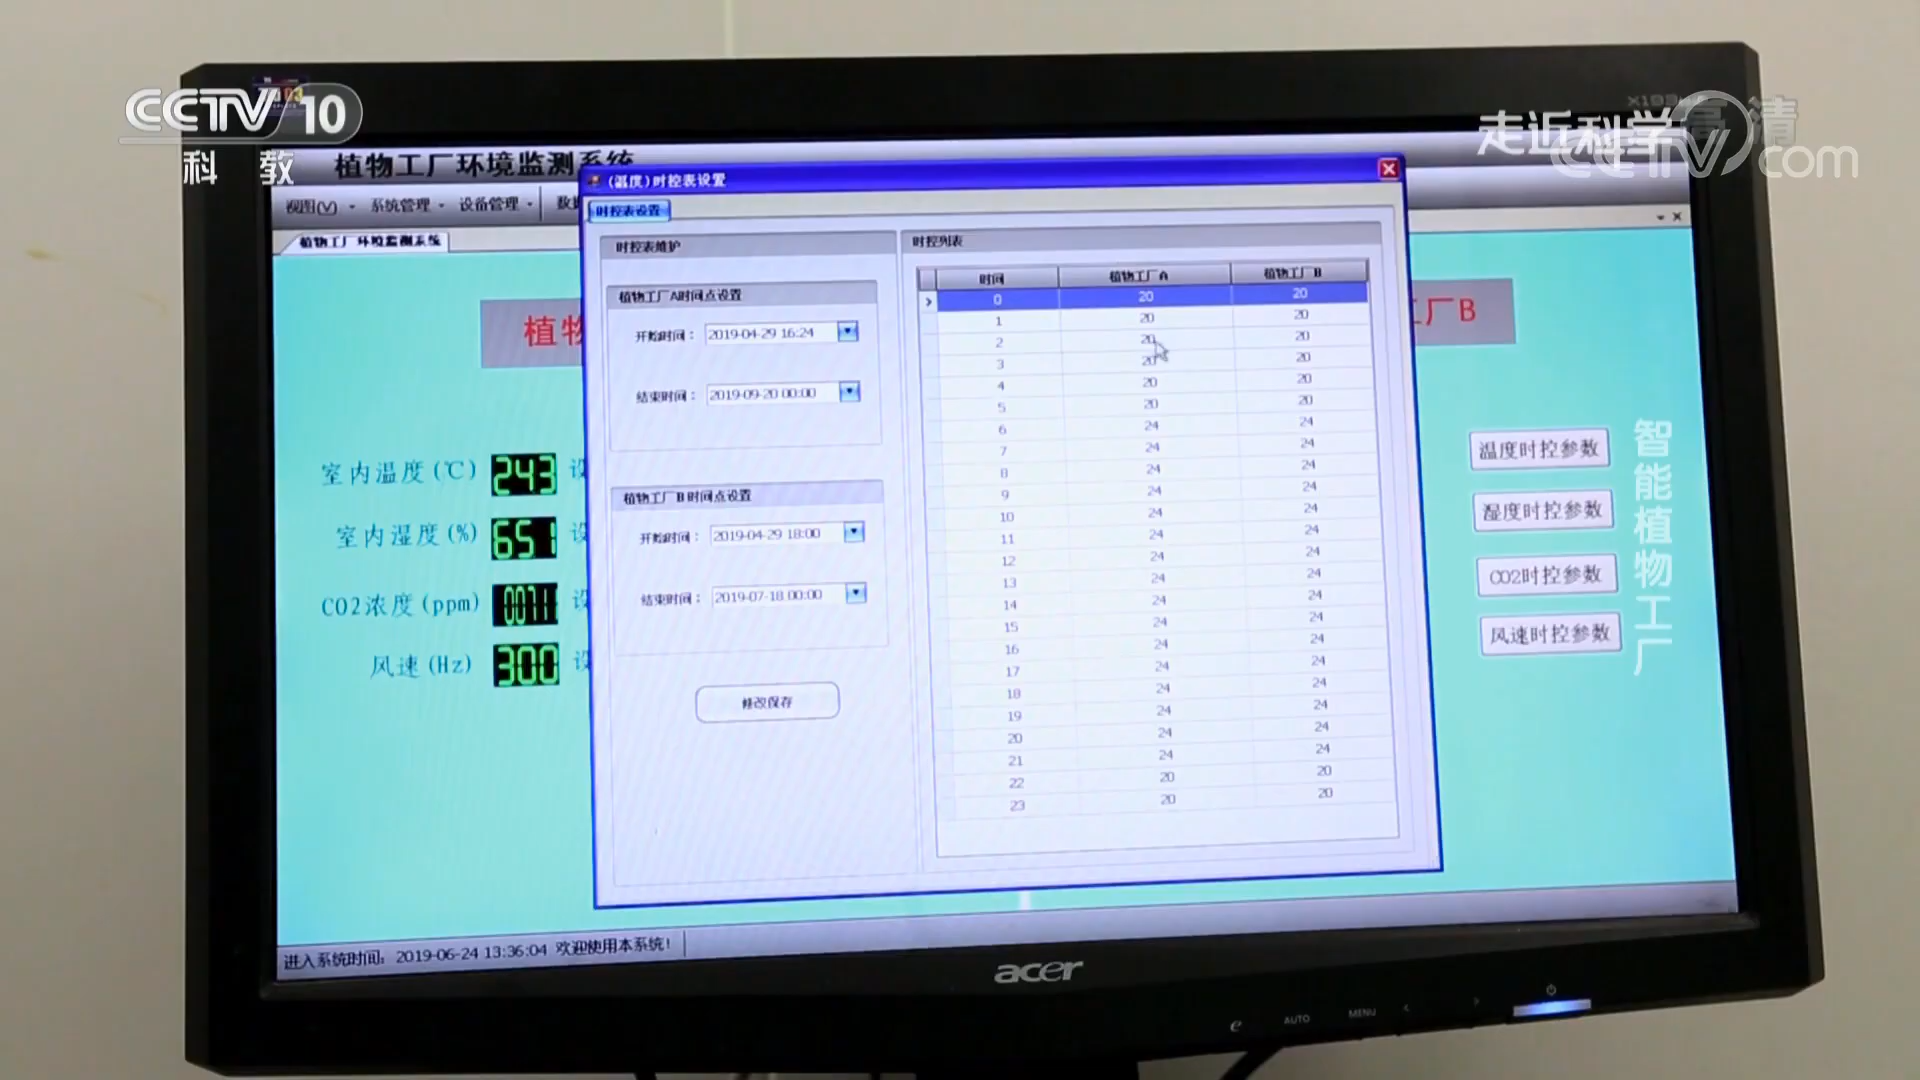 CCTV 10
科 教
走近科学
高清
CCTV com
智能植物工厂
植物工厂环境监测系统
视图(V) 系统管理 设备管理
植物工厂环境监测系统
(温度)时控表设置
时控表设置
时控表维护
植物工厂A时间点设置
开始时间： 2019-04-29 16:24
结束时间： 2019-09-20 00:00
植物工厂B时间点设置
开始时间： 2019-04-29 18:00
结束时间： 2019-07-18 00:00
修改保存
时控列表
时间 植物工厂A 植物工厂B
0 20 20
1 20 20
2 20 20
3 20 20
4 20 20
5 20 20
6 24 24
7 24 24
8 24 24
9 24 24
10 24 24
11 24 24
12 24 24
13 24 24
14 24 24
15 24 24
16 24 24
17 24 24
18 24 24
19 24 24
20 24 24
21 24 24
22 20 20
23 20 20
厂B
室内温度(℃) 243 设
室内湿度(%) 651 设
CO2浓度(ppm) 0011 设
风速(Hz) 300 设
温度时控参数
湿度时控参数
CO2时控参数
风速时控参数
进入系统时间： 2019-06-24 13:36:04 欢迎使用本系统！
acer
e AUTO MENU < >